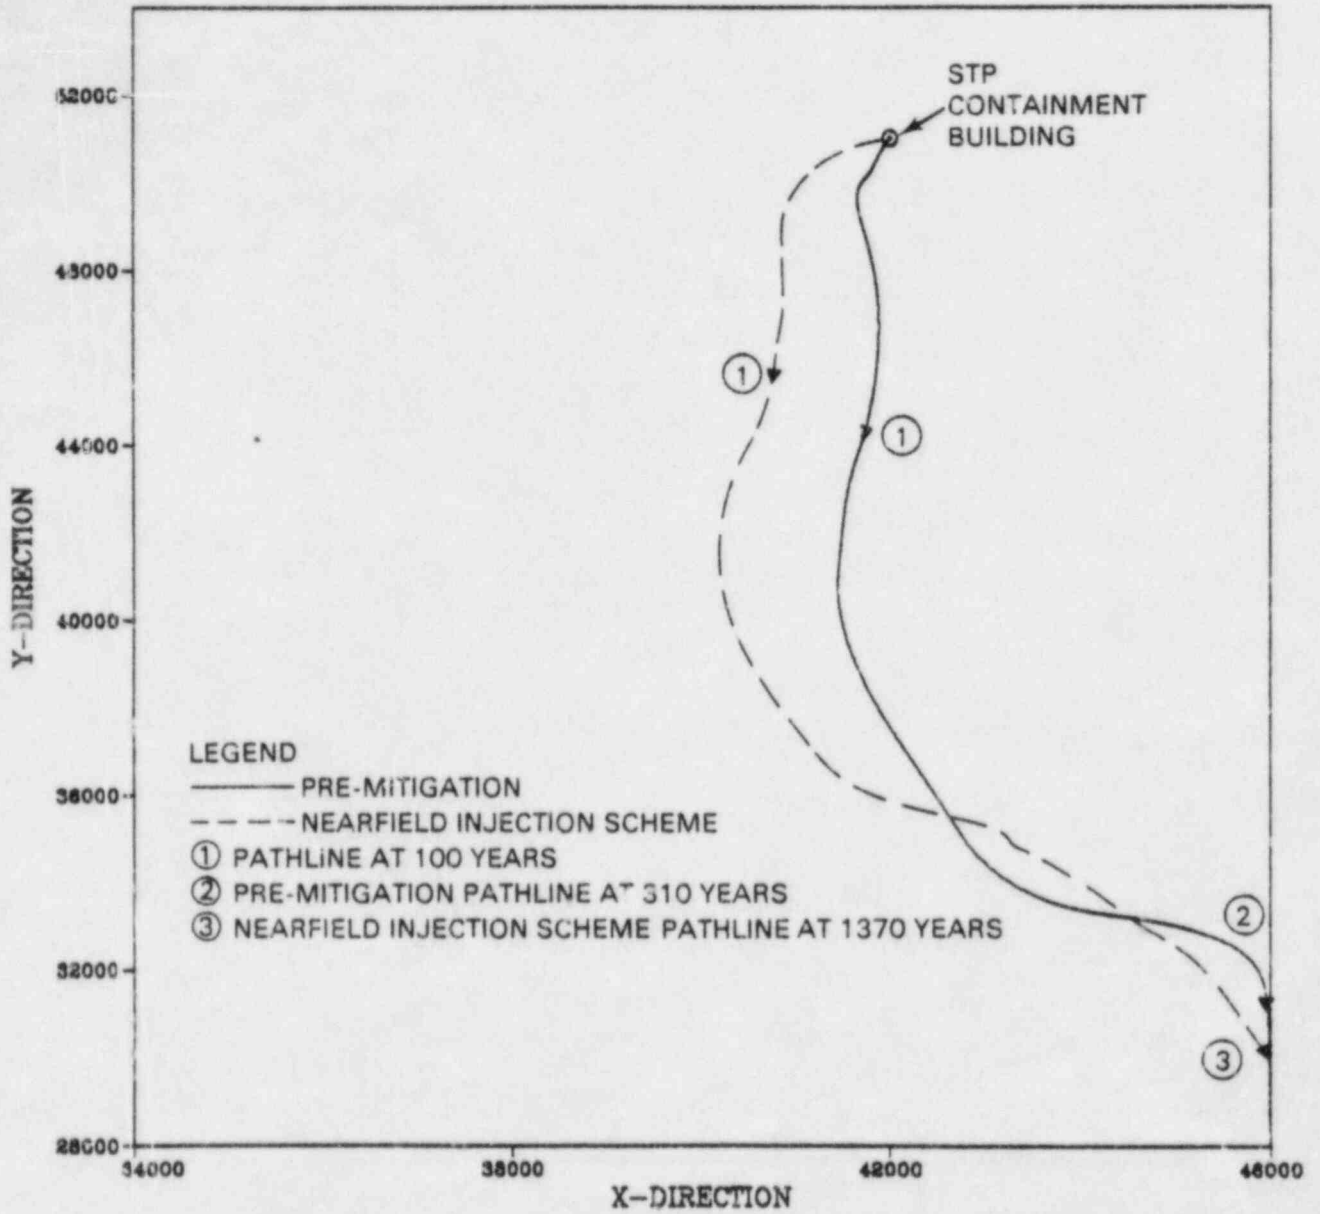 STP
CONTAINMENT
BUILDING
52000
48000
44000
40000
36000
32000
28000
Y-DIRECTION
1
1
LEGEND
PRE-MITIGATION
NEARFIELD INJECTION SCHEME
1 PATHLINE AT 100 YEARS
2 PRE-MITIGATION PATHLINE AT 310 YEARS
3 NEARFIELD INJECTION SCHEME PATHLINE AT 1370 YEARS
2
3
34000 38000 42000 46000
X-DIRECTION